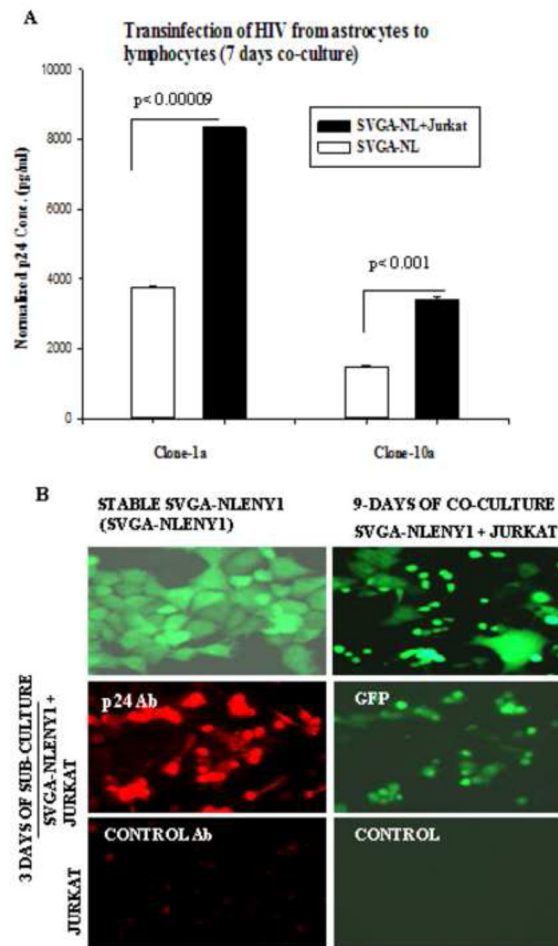 A
Transinfection of HIV from astrocytes to
lymphocytes (7 days co-culture)
Normalized p24 Conc. (pg/ml)
10000
8000
6000
4000
2000
0
p< 0.00009
SVGA-NL+Jurkat
SVGA-NL
p< 0.001
Clone-1a
Clone-10a
B
STABLE SVGA-NLENY1
(SVGA-NLENY1)
9-DAYS OF CO-CULTURE
SVGA-NLENY1 + JURKAT
3 DAYS OF SUB-CULTURE
SVGA-NLENY1 +
JURKAT
p24 Ab
GFP
JURKAT
CONTROL Ab
CONTROL